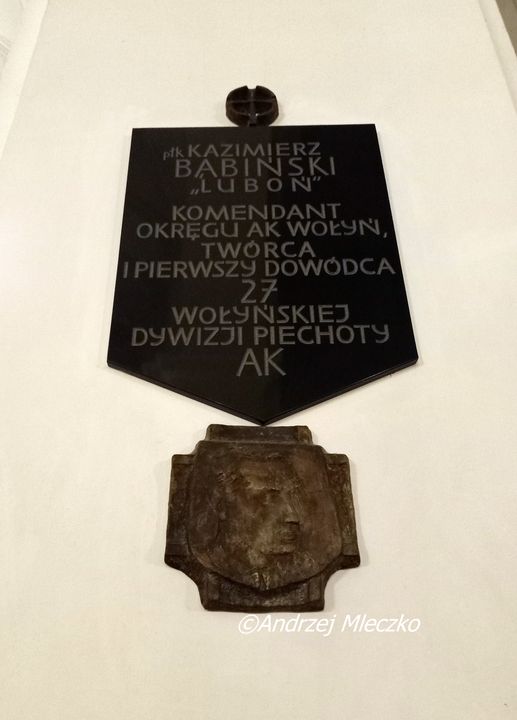 płk KAZIMIERZ
BĄBIŃSKI
„LUBOŃ”
KOMENDANT
OKRĘGU AK WOŁYŃ,
TWÓRCA
I PIERWSZY DOWÓDCA
27
WOŁYŃSKIEJ
DYWIZJI PIECHOTY
AK
©Andrzej Mleczko